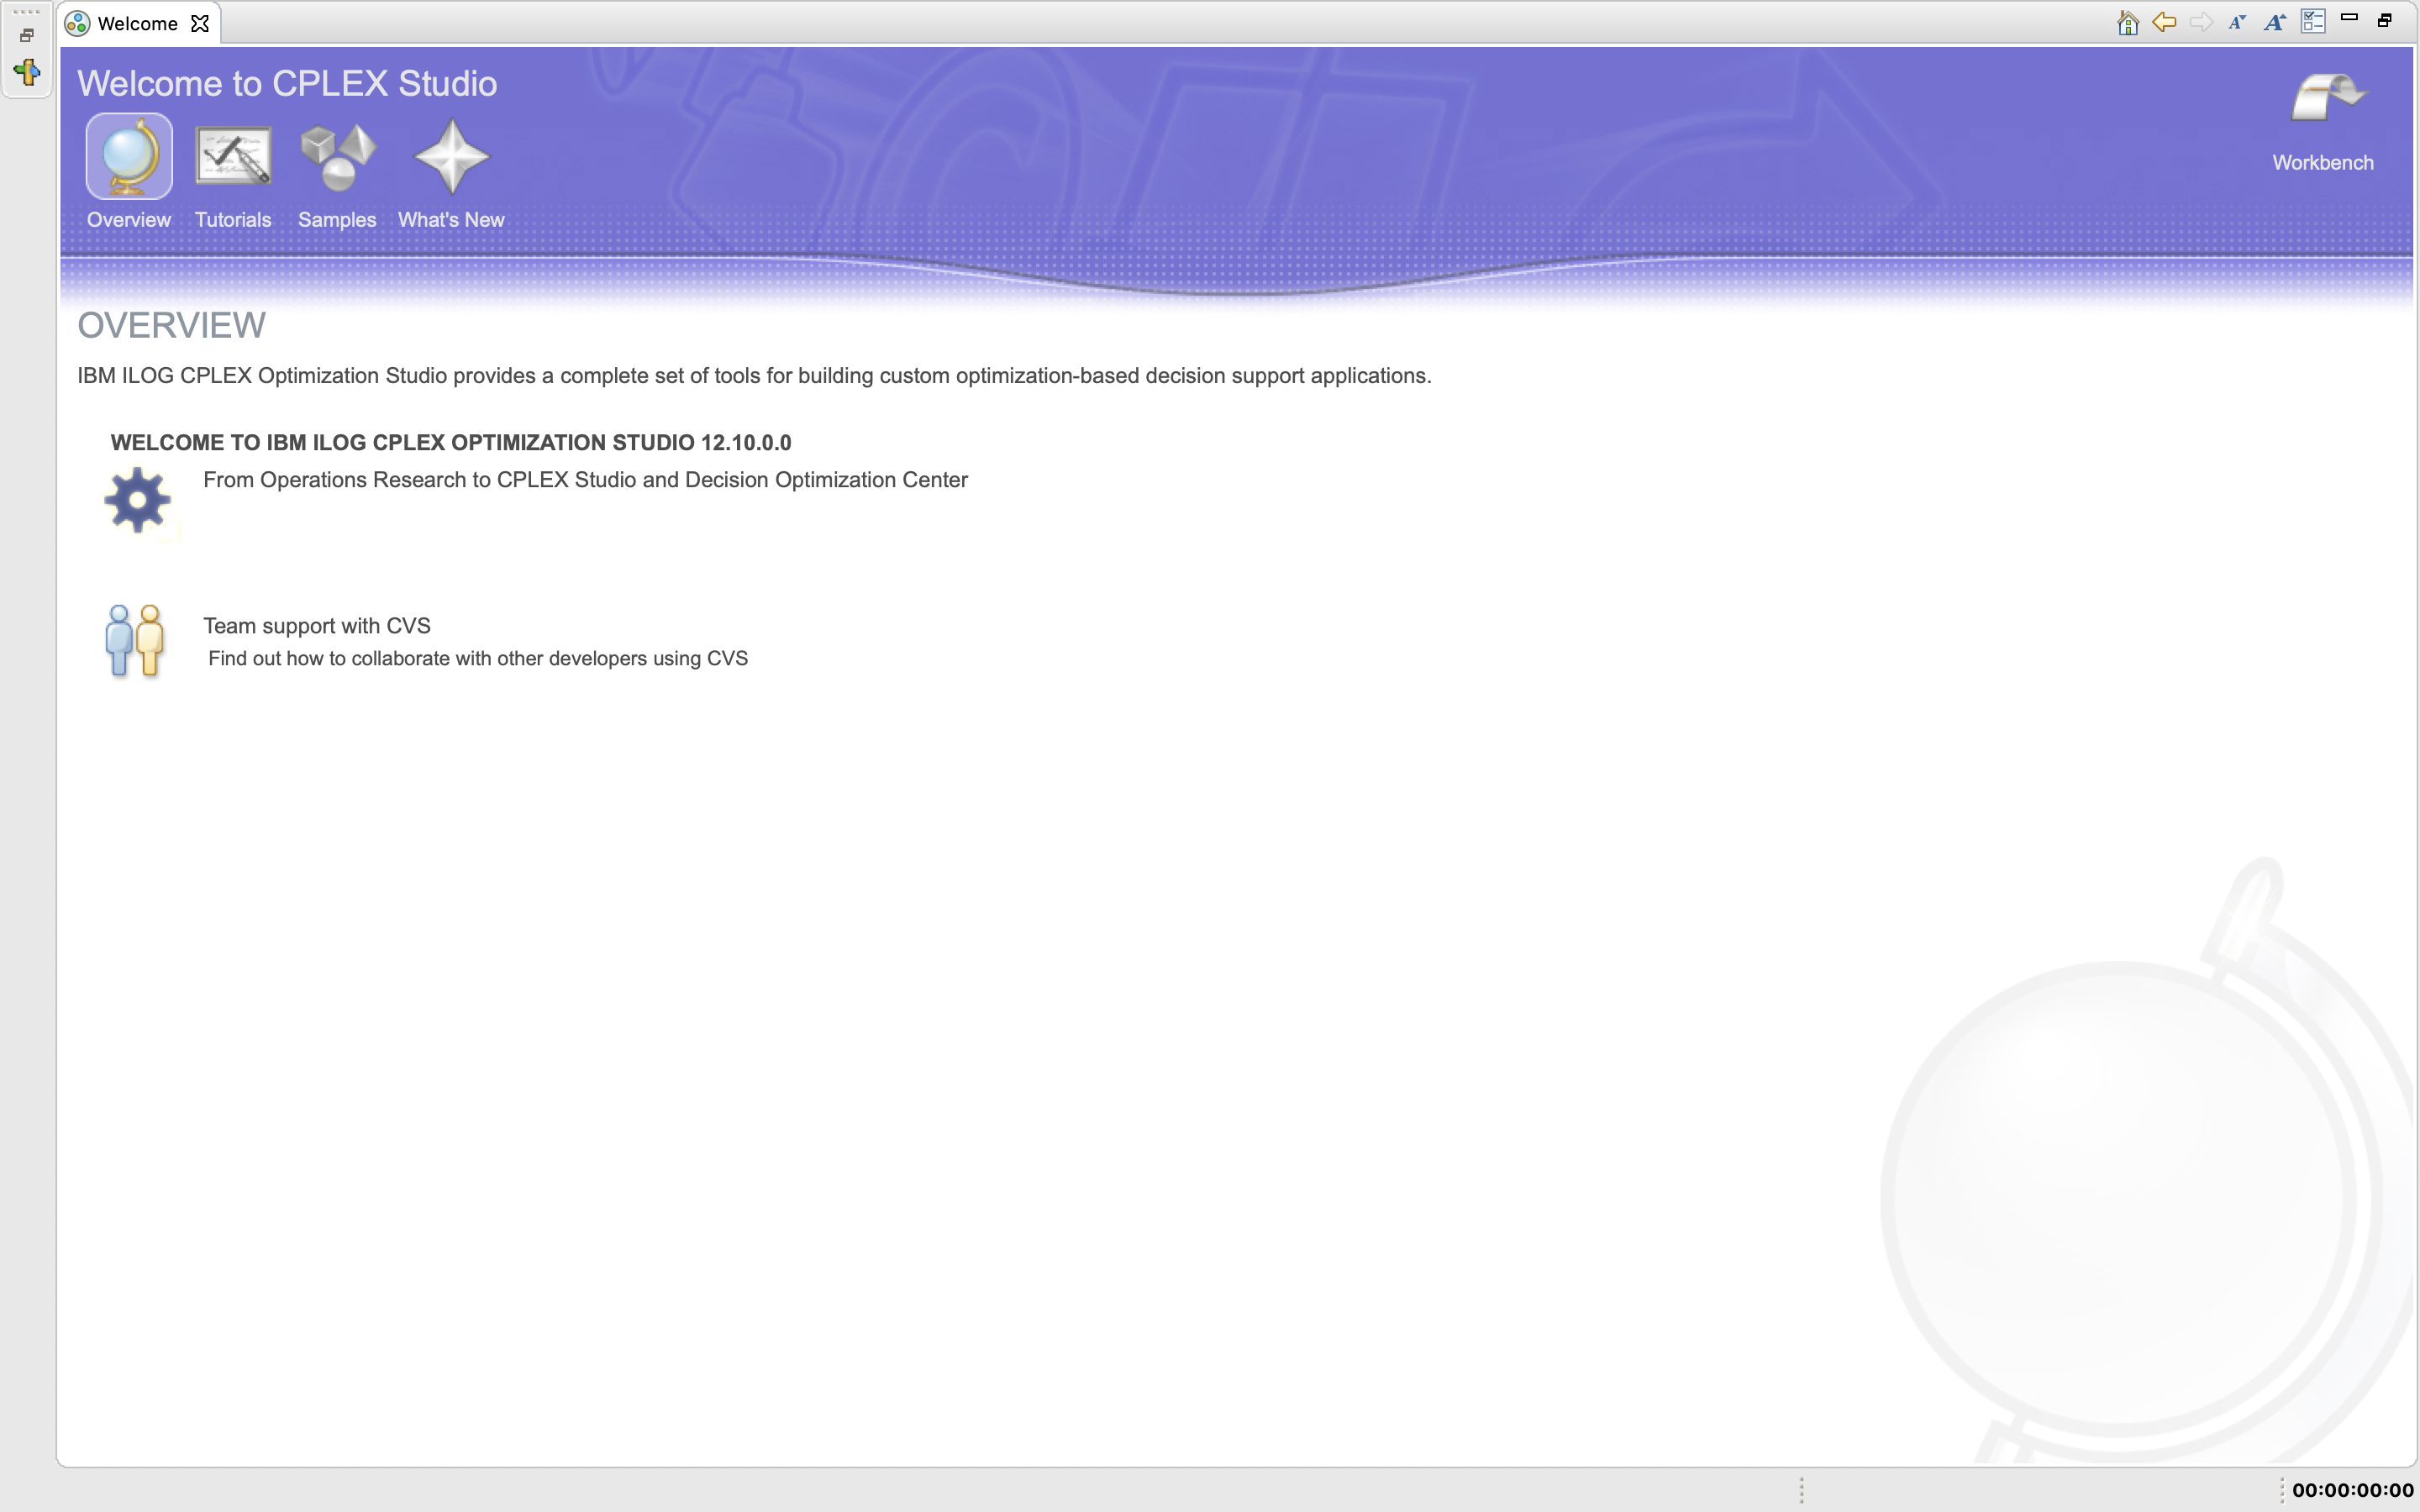 Welcome
Welcome to CPLEX Studio
Workbench
Overview Tutorials Samples What's New
OVERVIEW
IBM ILOG CPLEX Optimization Studio provides a complete set of tools for building custom optimization-based decision support applications.
WELCOME TO IBM ILOG CPLEX OPTIMIZATION STUDIO 12.10.0.0
From Operations Research to CPLEX Studio and Decision Optimization Center
Team support with CVS
Find out how to collaborate with other developers using CVS
00:00:00:00